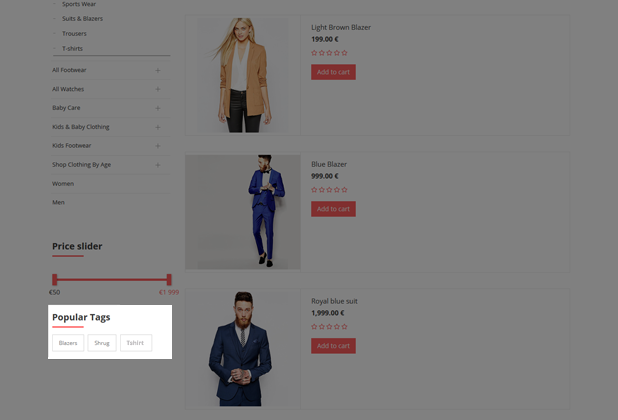 Sports Wear
Suits & Blazers
Trousers
T-shirts
All Footwear
All Watches
Baby Care
Kids & Baby Clothing
Kids Footwear
Shop Clothing By Age
Women
Men
Price slider
€50
€1 999
Popular Tags
Blazers
Shrug
Tshirt
Light Brown Blazer
199.00 €
Add to cart
Blue Blazer
999.00 €
Add to cart
Royal blue suit
1,999.00 €
Add to cart